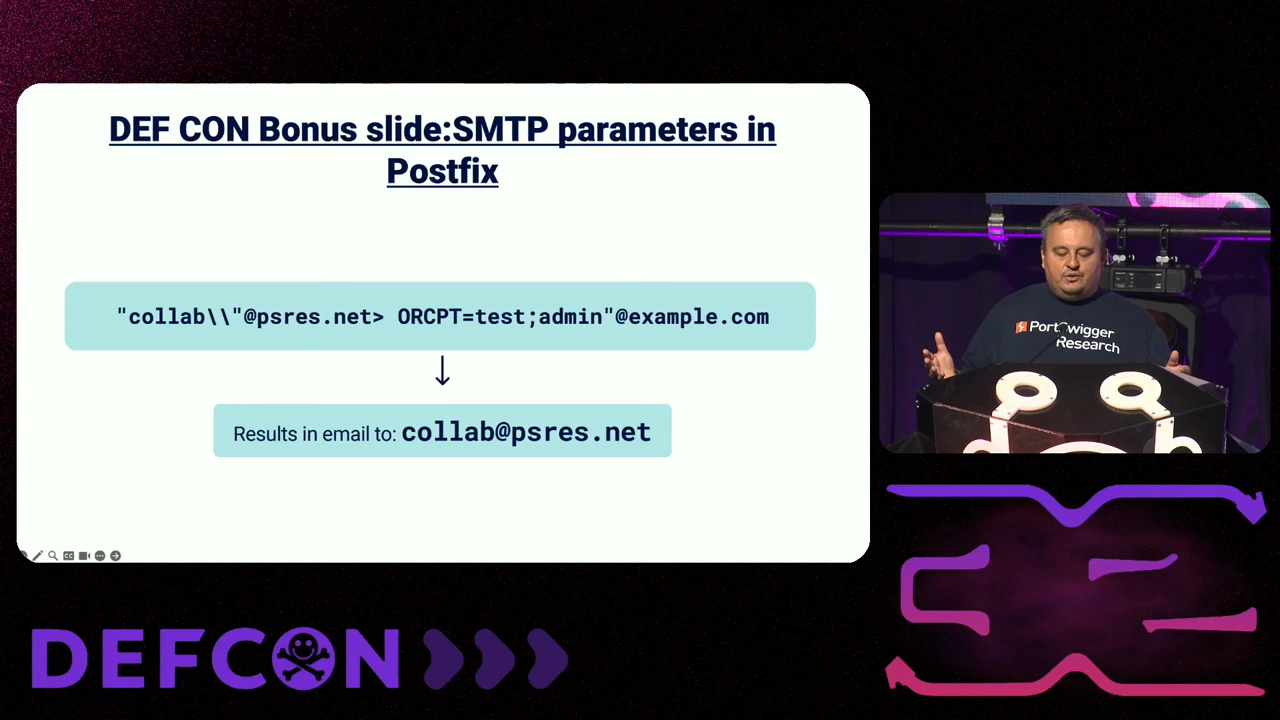 DEF CON Bonus slide:SMTP parameters in
Postfix
"collab\\"@psres.net> ORCPT=test;admin"@example.com
↓
Results in email to: collab@psres.net
PortSwigger
Research
DEFCON